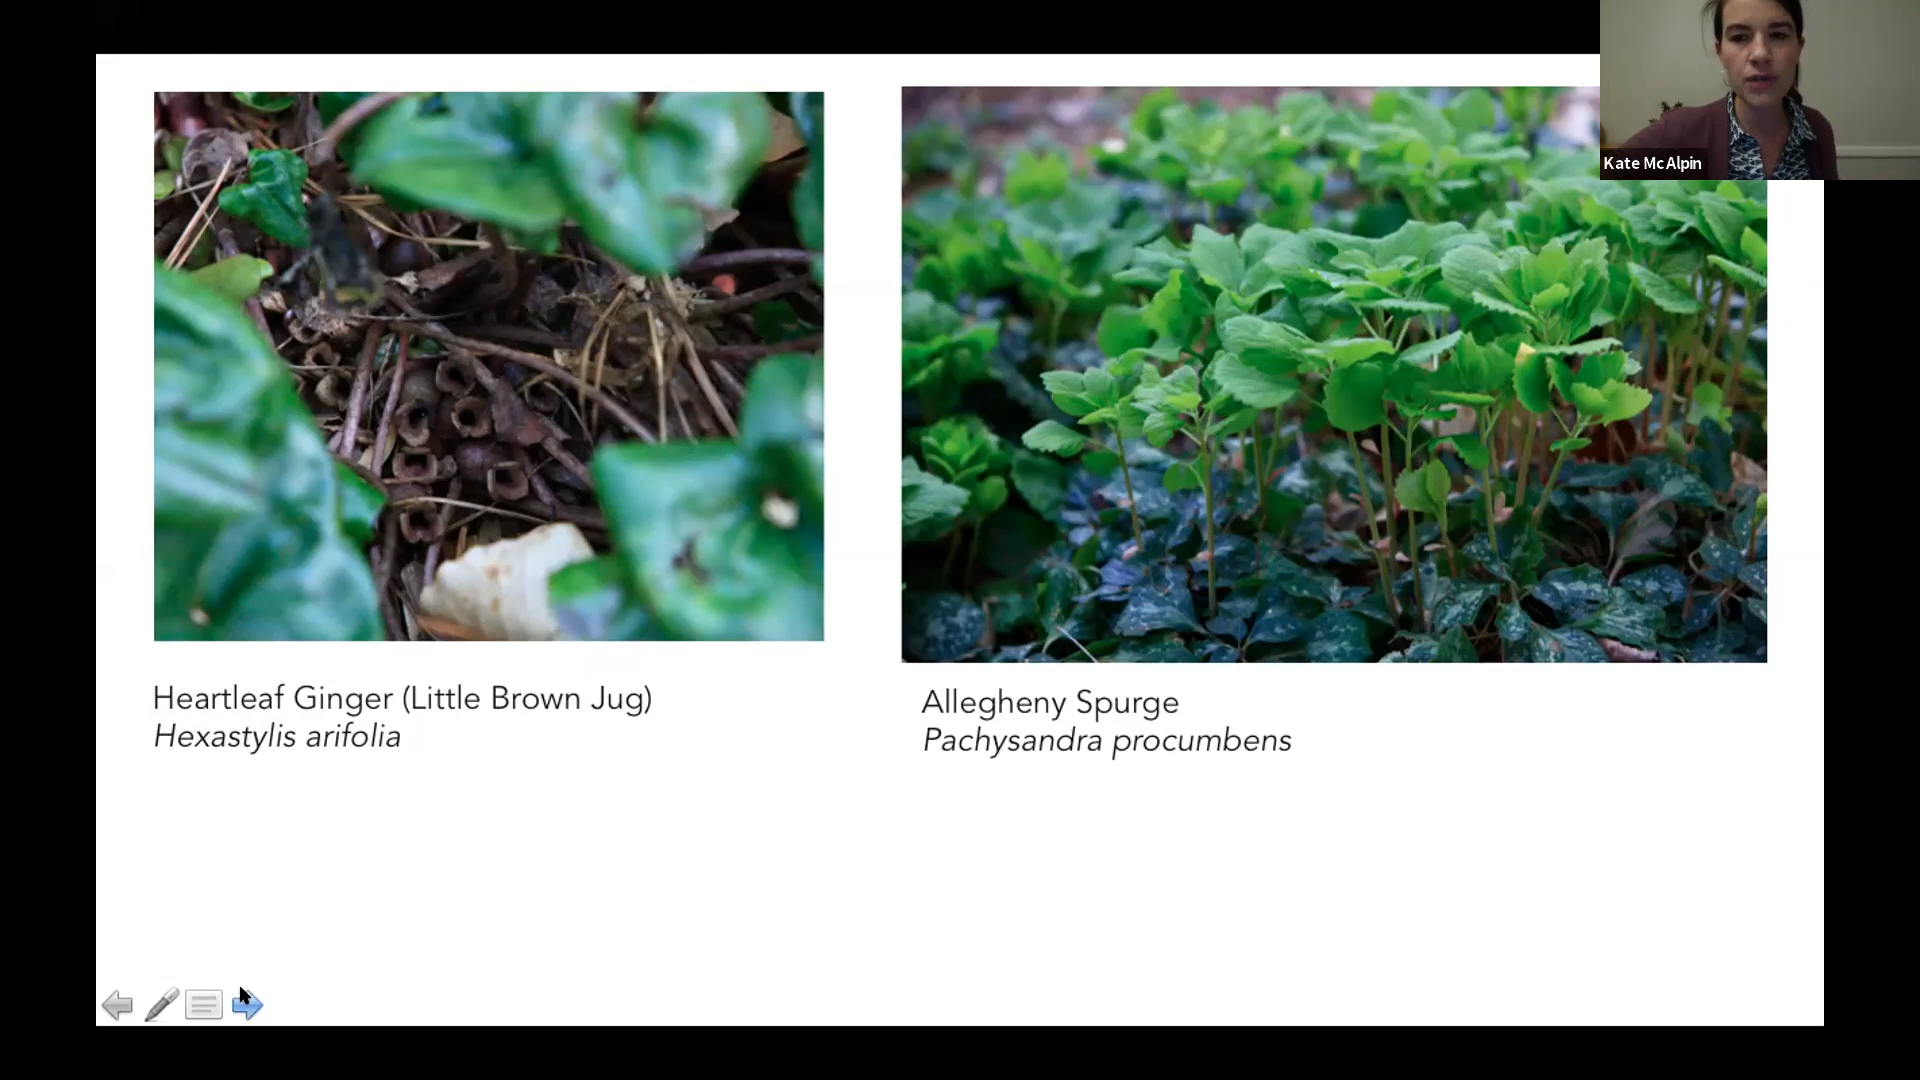 Kate McAlpin
Heartleaf Ginger (Little Brown Jug)
Hexastylis arifolia
Allegheny Spurge
Pachysandra procumbens